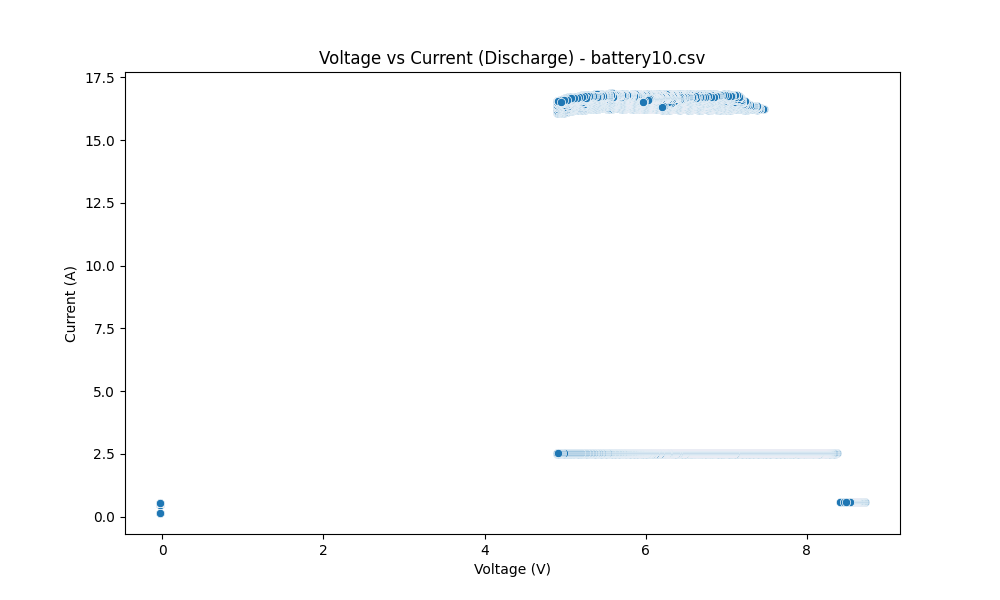 Voltage vs Current (Discharge) - battery10.csv
17.5
15.0
12.5
10.0
7.5
5.0
2.5
0.0
Current (A)
0 2 4 6 8
Voltage (V)